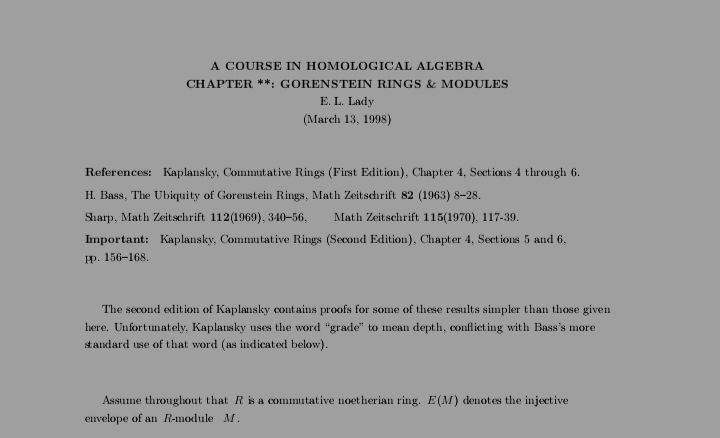 A COURSE IN HOMOLOGICAL ALGEBRA
CHAPTER **: GORENSTEIN RINGS & MODULES
E. L. Lady
(March 13, 1998)
References: Kaplansky, Commutative Rings (First Edition), Chapter 4, Sections 4 through 6.
H. Bass, The Ubiquity of Gorenstein Rings, Math Zeitschrift 82 (1963) 8–28.
Sharp, Math Zeitschrift 112(1969), 340–56, Math Zeitschrift 115(1970), 117-39.
Important: Kaplansky, Commutative Rings (Second Edition), Chapter 4, Sections 5 and 6,
pp. 156–168.
The second edition of Kaplansky contains proofs for some of these results simpler than those given
here. Unfortunately, Kaplansky uses the word “grade” to mean depth, conflicting with Bass's more
standard use of that word (as indicated below).
Assume throughout that R is a commutative noetherian ring. E(M) denotes the injective
envelope of an R-module M.